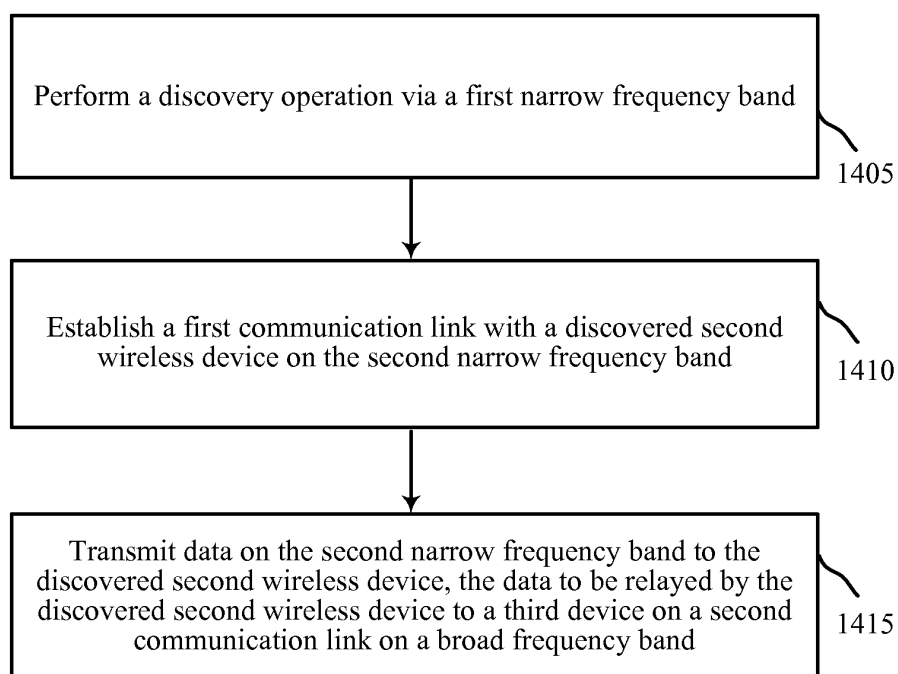 Perform a discovery operation via a first narrow frequency band
1405
Establish a first communication link with a discovered second
wireless device on the second narrow frequency band
1410
Transmit data on the second narrow frequency band to the
discovered second wireless device, the data to be relayed by the
discovered second wireless device to a third device on a second
communication link on a broad frequency band
1415